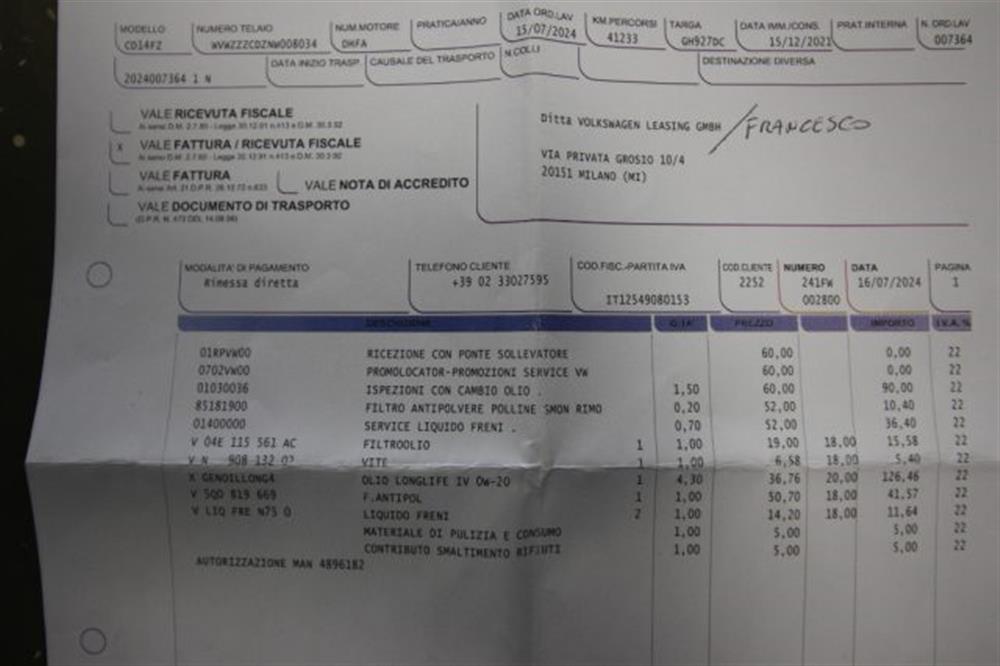 MODELLO NUMERO TELAIO NUM.MOTORE PRATICA/ANNO DATA ORD.LAV KM.PERCORSI TARGA DATA IMM./CONS. PRAT.INTERNA N. ORD.LAV
CD14FZ WVWZZZCDZNW008034 DHFA 15/07/2024 41233 GH927DC 15/12/2021 007364
DATA INIZIO TRASP. CAUSALE DEL TRASPORTO N.COLLI DESTINAZIONE DIVERSA
2024007364 1 N
VALE RICEVUTA FISCALE
X VALE FATTURA / RICEVUTA FISCALE
VALE FATTURA
VALE NOTA DI ACCREDITO
VALE DOCUMENTO DI TRASPORTO
Ditta VOLKSWAGEN LEASING GMBH / FRANCESCO
VIA PRIVATA GROSIO 10/4
20151 MILANO (MI)
MODALITA' DI PAGAMENTO TELEFONO CLIENTE COD.FISC.-PARTITA IVA COD.CLIENTE NUMERO DATA PAGINA
Rimessa diretta +39 02 33027595 IT12549080153 2252 241FW 002800 16/07/2024 1
DESCRIZIONE Q.TA' PREZZO IMPORTO I.V.A. %
01RPVW00 RICEZIONE CON PONTE SOLLEVATORE 60,00 0,00 22
0702VW00 PROMOLOCATOR-PROMOZIONI SERVICE VW 60,00 0,00 22
01030036 ISPEZIONI CON CAMBIO OLIO . 1,50 60,00 90,00 22
85181900 FILTRO ANTIPOLVERE POLLINE SMON RIMO 0,20 52,00 10,40 22
01400000 SERVICE LIQUIDO FRENI . 0,70 52,00 36,40 22
V 04E 115 561 AC FILTROOLIO 1 1,00 19,00 18,00 15,58 22
V N 908 132 02 VITE 1 1,00 6,58 18,00 5,40 22
X GENOILLONG4 OLIO LONGLIFE IV 0w-20 1 4,30 36,76 20,00 126,46 22
V 5Q0 819 669 F.ANTIPOL 1 1,00 50,70 18,00 41,57 22
V LIQ FRE N75 0 LIQUIDO FRENI 2 1,00 14,20 18,00 11,64 22
MATERIALE DI PULIZIA E CONSUMO 1,00 5,00 5,00 22
CONTRIBUTO SMALTIMENTO RIFIUTI 1,00 5,00 5,00 22
AUTORIZZAZIONE MAN 4896182